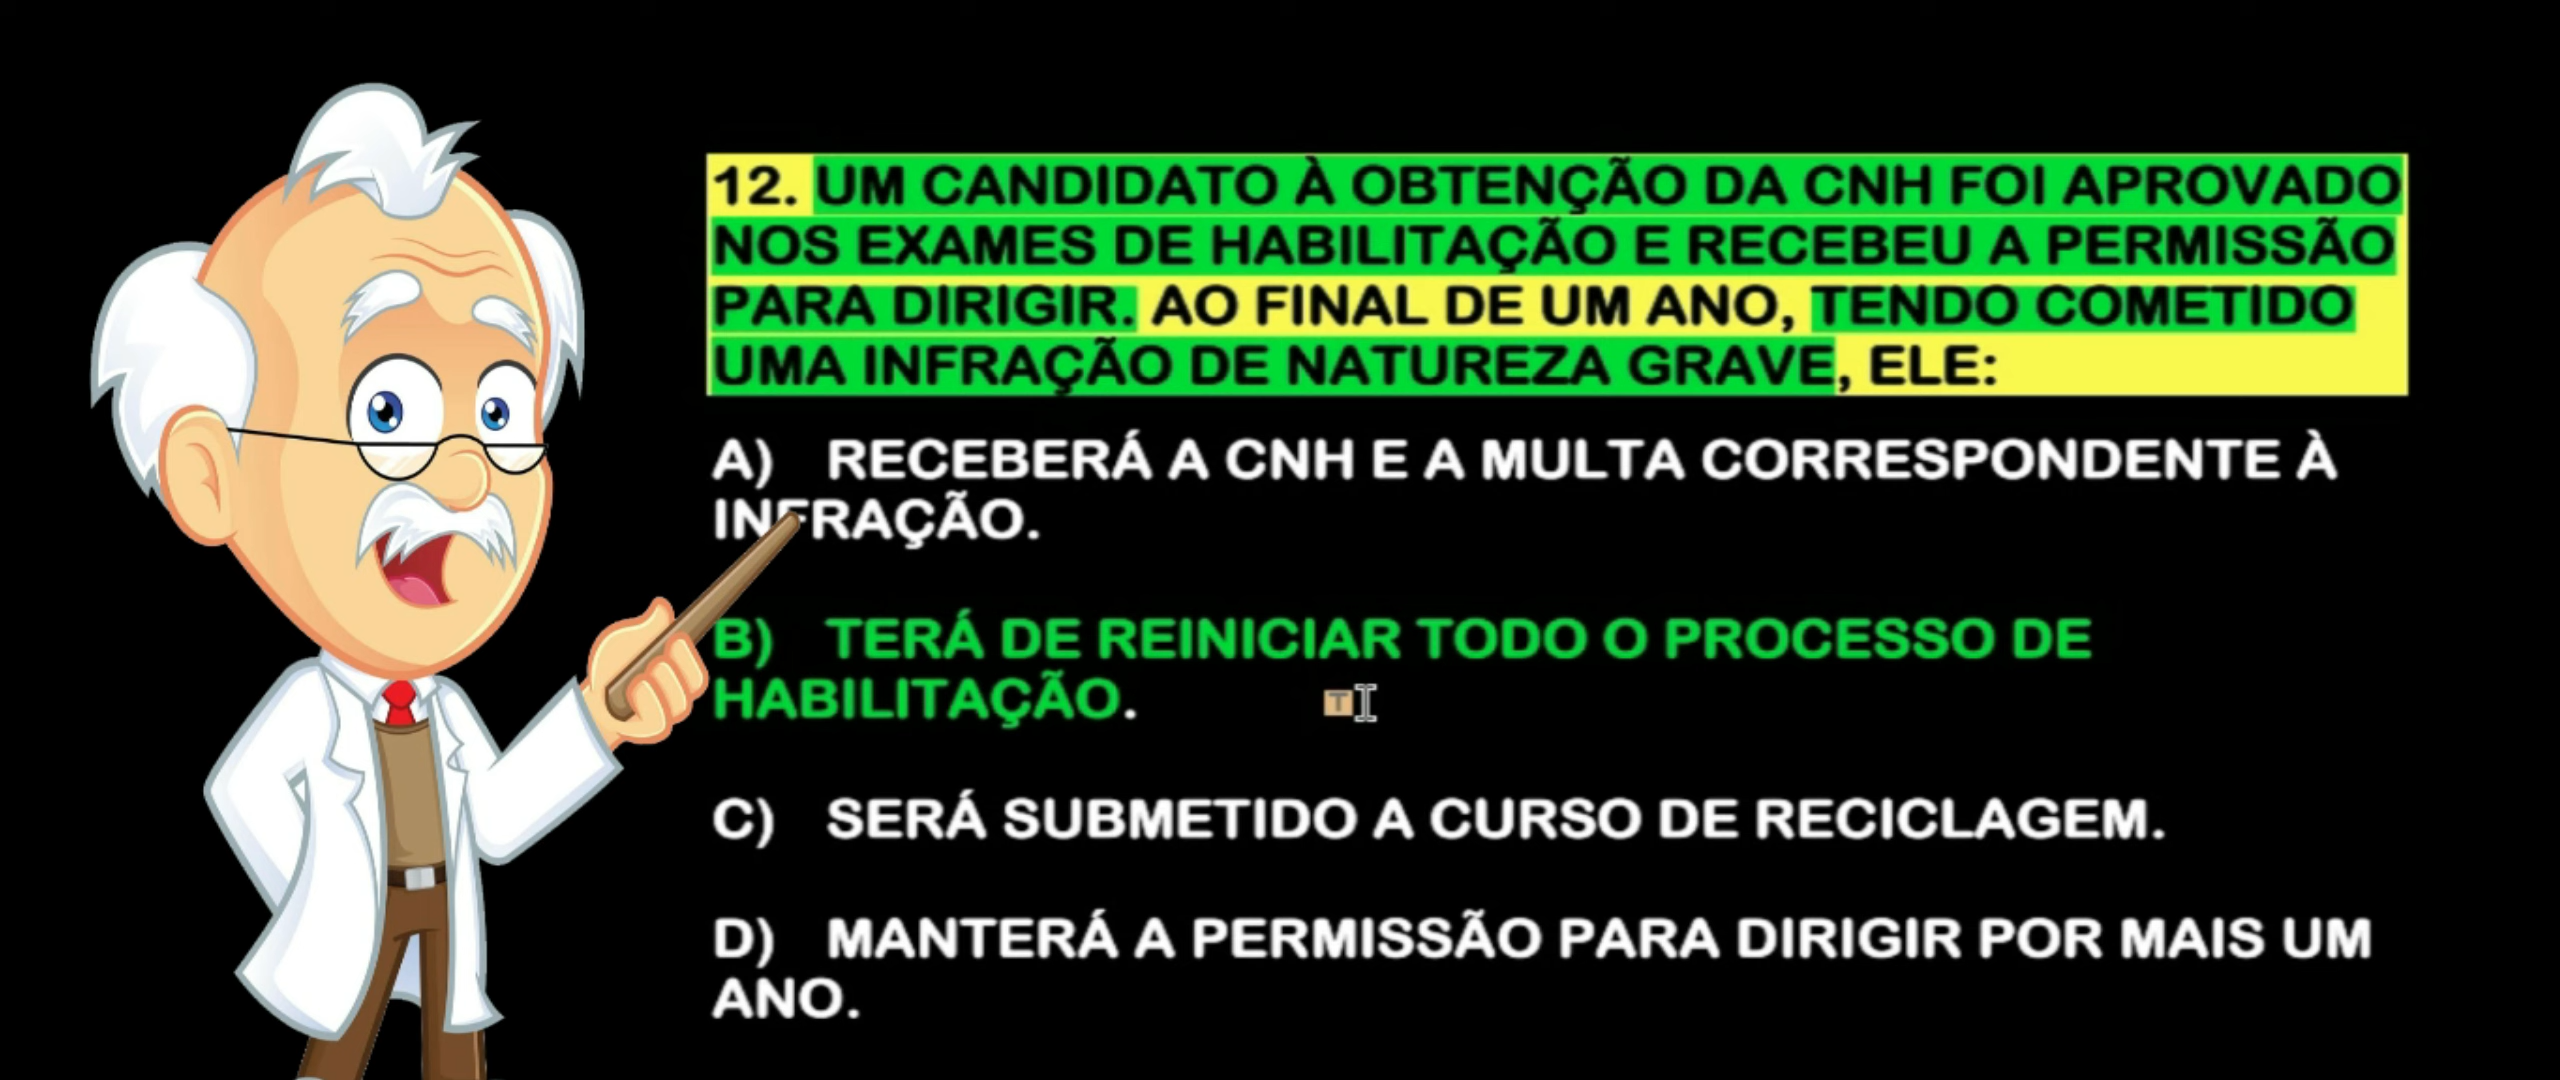 12. UM CANDIDATO À OBTENÇÃO DA CNH FOI APROVADO
NOS EXAMES DE HABILITAÇÃO E RECEBEU A PERMISSÃO
PARA DIRIGIR. AO FINAL DE UM ANO, TENDO COMETIDO
UMA INFRAÇÃO DE NATUREZA GRAVE, ELE:
A) RECEBERÁ A CNH E A MULTA CORRESPONDENTE À
INFRAÇÃO.
B) TERÁ DE REINICIAR TODO O PROCESSO DE
HABILITAÇÃO.
C) SERÁ SUBMETIDO A CURSO DE RECICLAGEM.
D) MANTERÁ A PERMISSÃO PARA DIRIGIR POR MAIS UM
ANO.